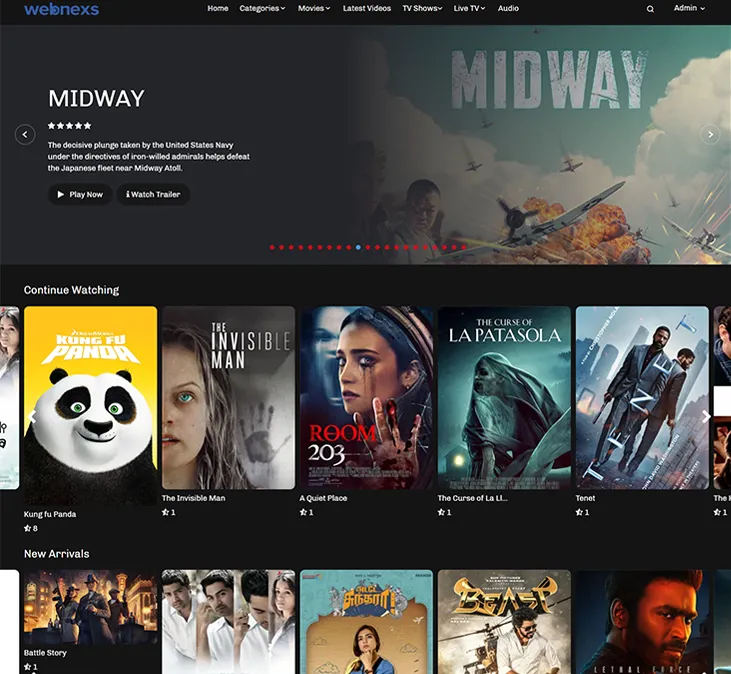 webnexs
Home Categories Movies Latest Videos TV Shows Live TV Audio Admin
MIDWAY
MIDWAY
The decisive plunge taken by the United States Navy
under the directives of iron-willed admirals helps defeat
the Japanese fleet near Midway Atoll.
Play Now
Watch Trailer
Continue Watching
DreamWorks
KUNG FU
PANDA
THE
INVISIBLE
MAN
ROOM
203
THE CURSE OF
LA PATASOLA
TENET
Kung fu Panda
8
The Invisible Man
1
A Quiet Place
1
The Curse of La Ll...
1
Tenet
1
1
New Arrivals
BEAST
LETHAL FORCE
Battle Story
1